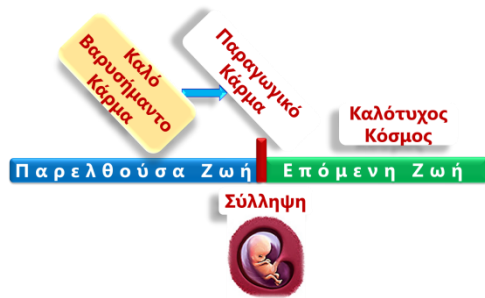 Καλό
Βαρυσήμαντο
Κάρμα
Παραγωγικό
Κάρμα
Καλότυχος
Κόσμος
Παρελθούσα Ζωή
Επόμενη Ζωή
Σύλληψη